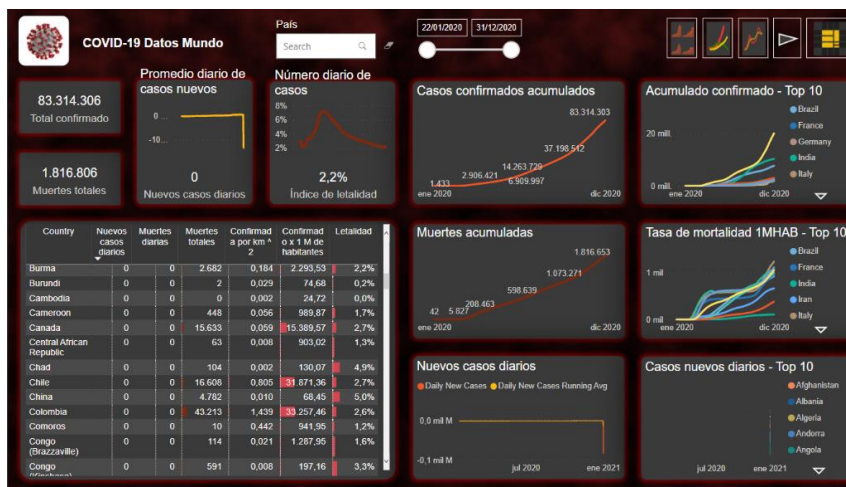 COVID-19 Datos Mundo
País
Search
22/01/2020 31/12/2020
83.314.306
Total confirmado
1.816.806
Muertes totales
Promedio diario de
casos nuevos
0 ...
-10...
0
Nuevos casos diarios
Número diario de
casos
8%
6%
4%
2%
2,2%
Índice de letalidad
Casos confirmados acumulados
83.314.303
37.198.512
14.263.729
2.906.421
6.909.997
1.433
ene 2020 dic 2020
Acumulado confirmado - Top 10
20 mill.
0 mill.
ene 2020 dic 2020
Brazil
France
Germany
India
Italy
Country Nuevos casos diarios Muertes diarias Muertes totales Confirmad a por km ^ 2 Confirmad o x 1 M de habitantes Letalidad
Burma 0 0 2.682 0,184 2.293,53 2,2%
Burundi 0 0 2 0,029 74,68 0,2%
Cambodia 0 0 0 0,002 24,72 0,0%
Cameroon 0 0 448 0,056 989,87 1,7%
Canada 0 0 15.633 0,059 15.389,57 2,7%
Central African
Republic 0 0 63 0,008 903,02 1,3%
Chad 0 0 104 0,002 130,07 4,9%
Chile 0 0 16.608 0,805 31.871,36 2,7%
China 0 0 4.782 0,010 68,45 5,0%
Colombia 0 0 43.213 1,439 33.257,46 2,6%
Comoros 0 0 10 0,442 941,95 1,2%
Congo
(Brazzaville) 0 0 114 0,021 1.287,95 1,6%
Congo 0 0 591 0,008 197,16 3,3%
Muertes acumuladas
1.816.653
1.073.271
598.639
208.463
42 5.827
ene 2020 dic 2020
Tasa de mortalidad 1MHAB - Top 10
1 mil
0 mil
ene 2020 dic 2020
Brazil
France
India
Iran
Italy
Nuevos casos diarios
Daily New Cases Daily New Cases Running Avg
0,0 mil M
-0,1 mil M
jul 2020 ene 2021
Casos nuevos diarios - Top 10
Afghanistan
Albania
Algeria
Andorra
Angola
jul 2020 ene 2021